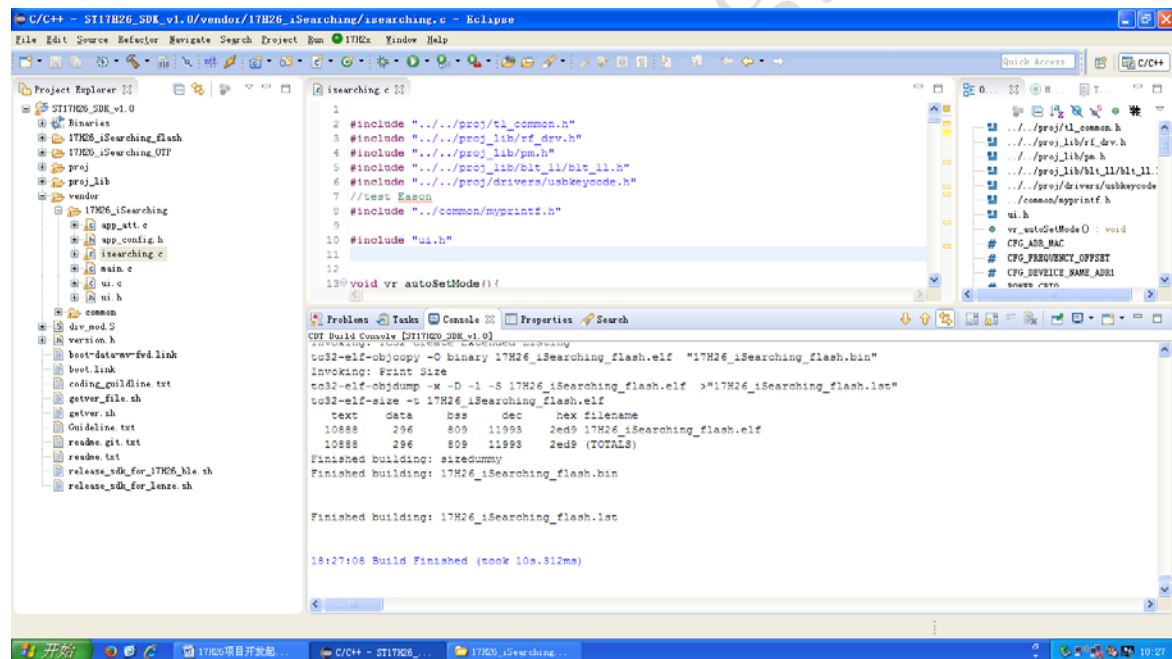 C/C++ - ST17H26_SDK_v1.0/vendor/17H26_iSearching/isearching.c - Eclipse
File Edit Source Refactor Navigate Search Project Run 17H2x Window Help
Quick Access
C/C++
Project Explorer
ST17H26_SDK_v1.0
Binaries
17H26_iSearching_flash
17H26_iSearching_OTP
proj
proj_lib
vendor
17H26_iSearching
app_att.c
app_config.h
isearching.c
main.c
ui.c
ui.h
common
div_mod.S
version.h
boot-data-mv-fwd.link
boot.link
coding_guildline.txt
getver_file.sh
getver.sh
Guideline.txt
readme.git.txt
readme.txt
release_sdk_for_17H26_ble.sh
release_sdk_for_lenze.sh
isearching.c
1
2 #include "../../proj/tl_common.h"
3 #include "../../proj_lib/rf_drv.h"
4 #include "../../proj_lib/pm.h"
5 #include "../../proj_lib/blt_ll/blt_ll.h"
6 #include "../../proj/drivers/usbkeycode.h"
7 //test Eason
8 #include "../common/myprintf.h"
9
10 #include "ui.h"
11
12
13 void vr_autoSetMode(){
O...
M...
T...
../../proj/tl_common.h
../../proj_lib/rf_drv.h
../../proj_lib/pm.h
../../proj_lib/blt_ll/blt_ll.
../../proj/drivers/usbkeycode
../common/myprintf.h
ui.h
vr_autoSetMode() : void
CFG_ADR_MAC
CFG_FREQUENCY_OFFSET
CFG_DEVEICE_NAME_ADR1
Problems Tasks Console Properties Search
CDT Build Console [ST17H26_SDK_v1.0]
Invoking: TC32 Create Extended Listing
tc32-elf-objcopy -O binary 17H26_iSearching_flash.elf "17H26_iSearching_flash.bin"
Invoking: Print Size
tc32-elf-objdump -x -D -l -S 17H26_iSearching_flash.elf >"17H26_iSearching_flash.lst"
tc32-elf-size -t 17H26_iSearching_flash.elf
text data bss dec hex filename
10888 296 809 11993 2ed9 17H26_iSearching_flash.elf
10888 296 809 11993 2ed9 (TOTALS)
Finished building: sizedummy
Finished building: 17H26_iSearching_flash.bin
Finished building: 17H26_iSearching_flash.lst
18:27:08 Build Finished (took 10s.312ms)
开始
17H26项目开发起...
C/C++ - ST17H26_...
17H26_iSearching...
18:27